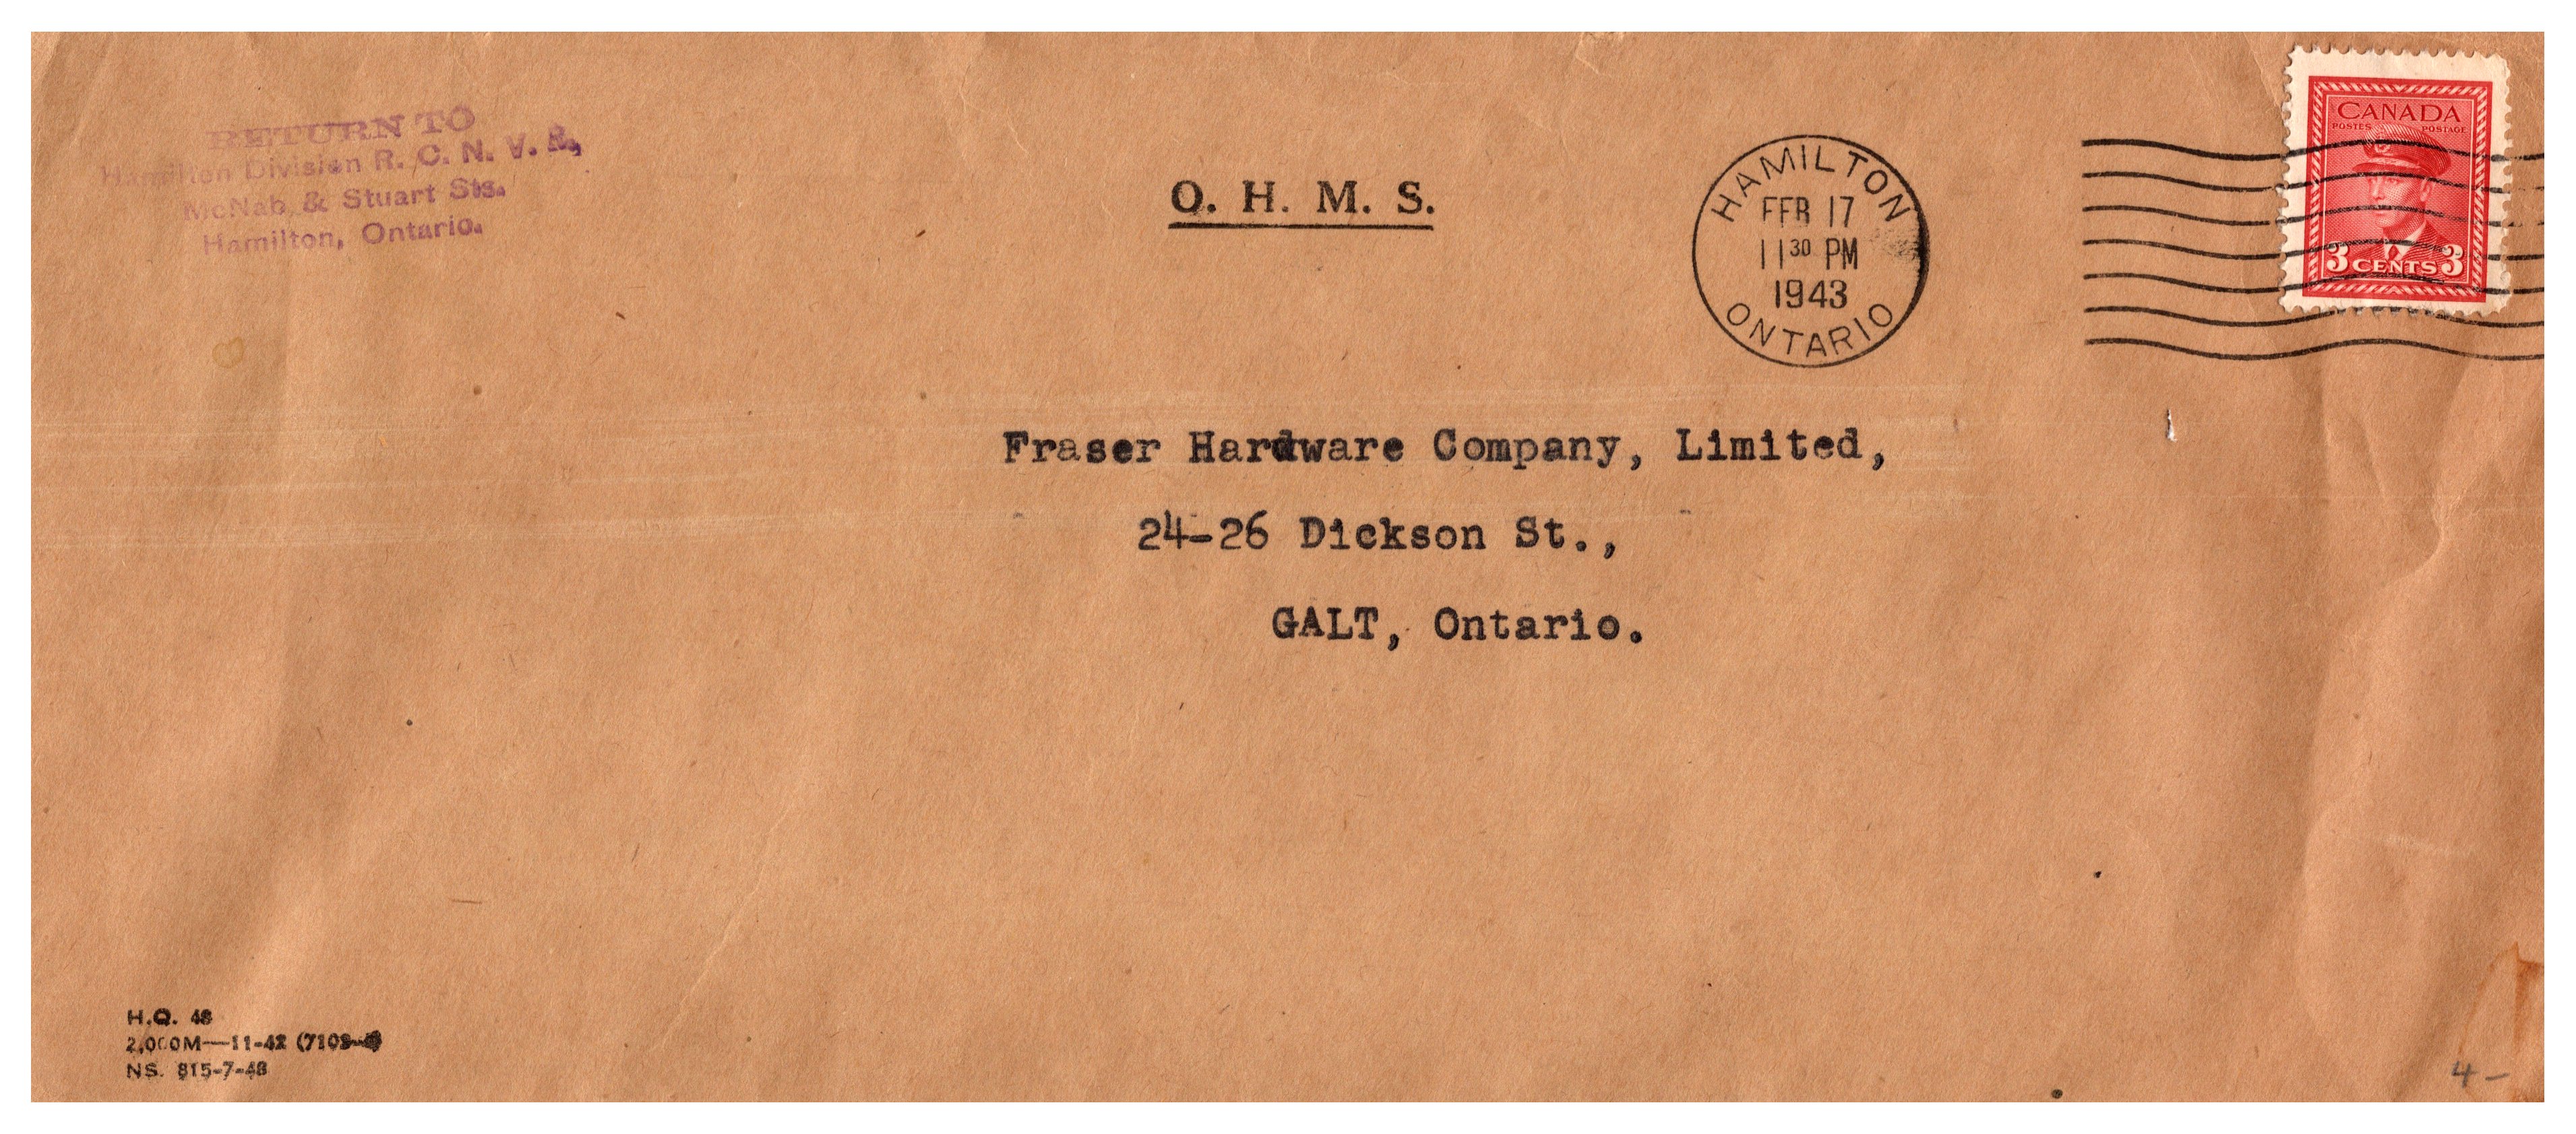 RETURN TO
Hamilton Division R. C. N. V. R.,
McNab & Stuart Sts.
Hamilton, Ontario.
O. H. M. S.
HAMILTON
FEB 17
11 30 PM
1943
ONTARIO
CANADA
POSTES POSTAGE
3 CENTS 3
Fraser Hardware Company, Limited,
24-26 Dickson St.,
GALT, Ontario.
H.Q. 48
2,000M—11-42
NS. 815-7-48
4-